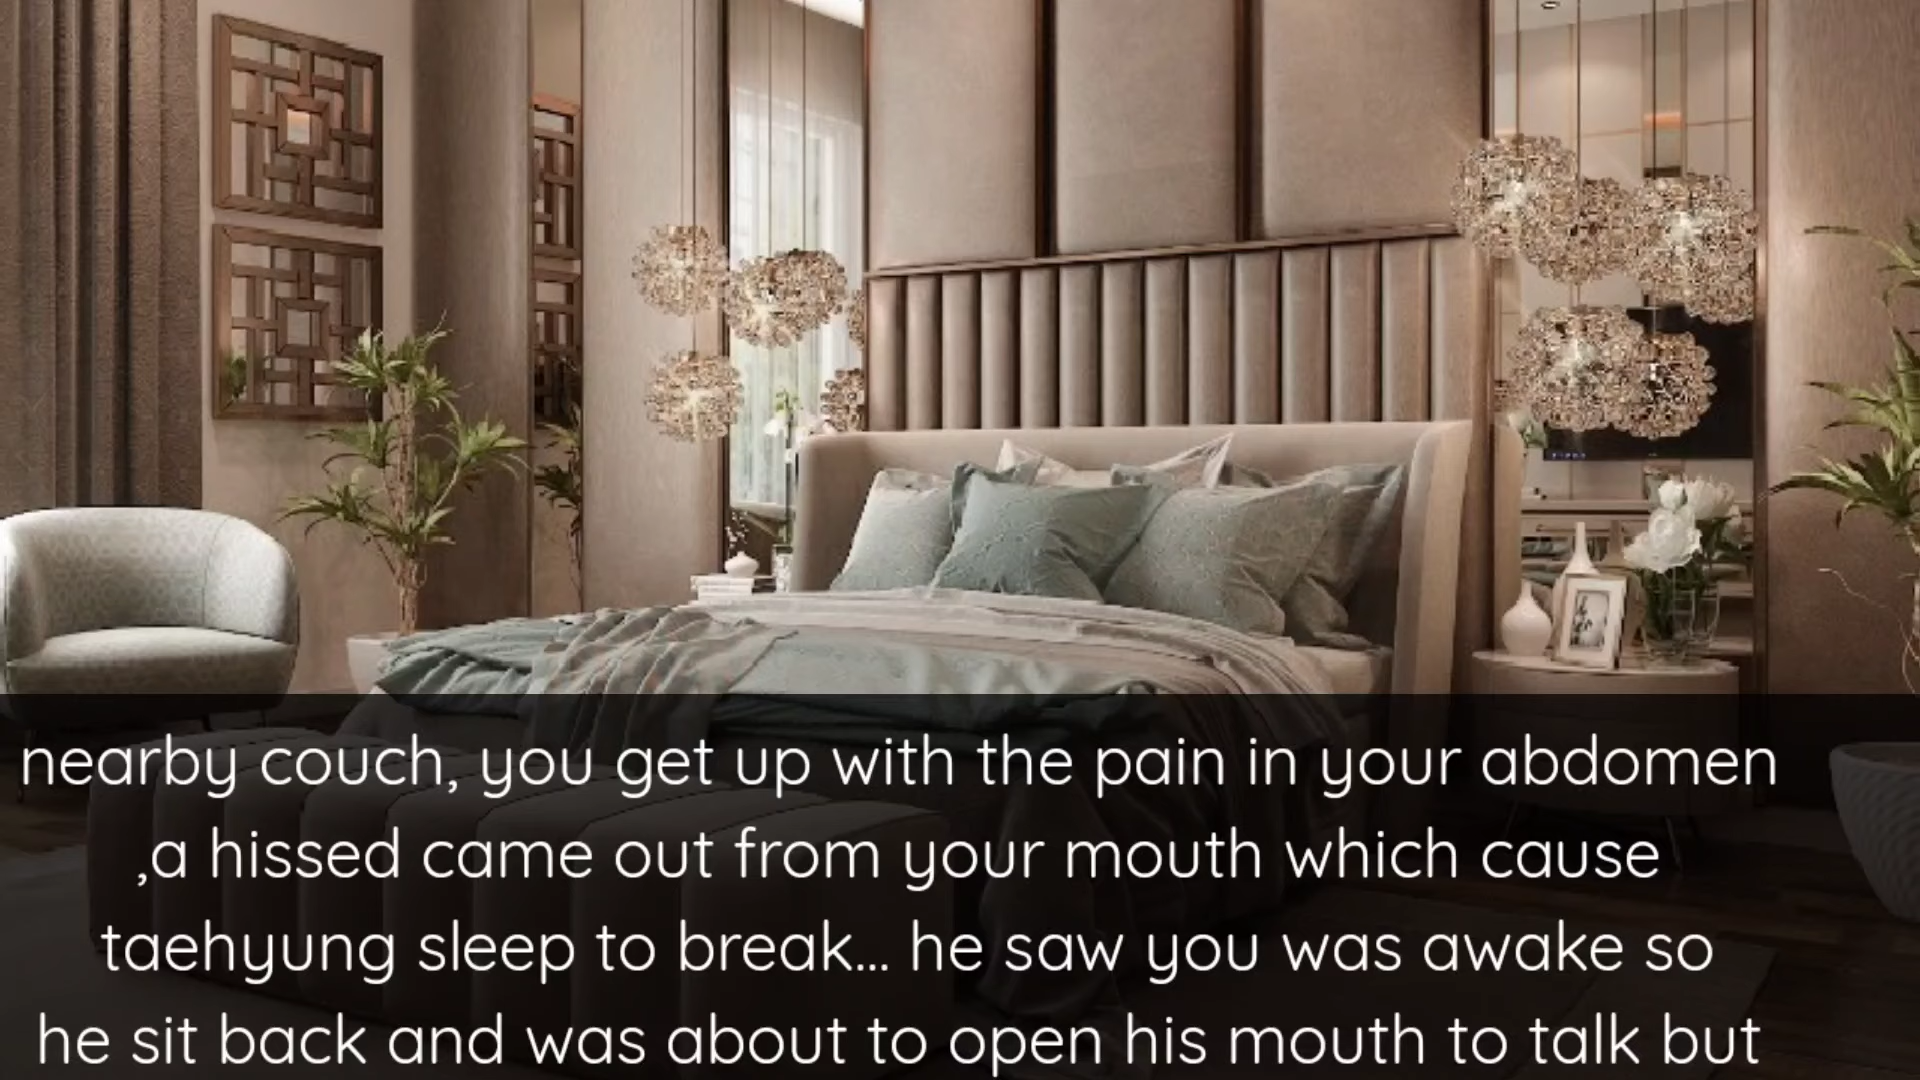 nearby couch, you get up with the pain in your abdomen
,a hissed came out from your mouth which cause
taehyung sleep to break... he saw you was awake so
he sit back and was about to open his mouth to talk but